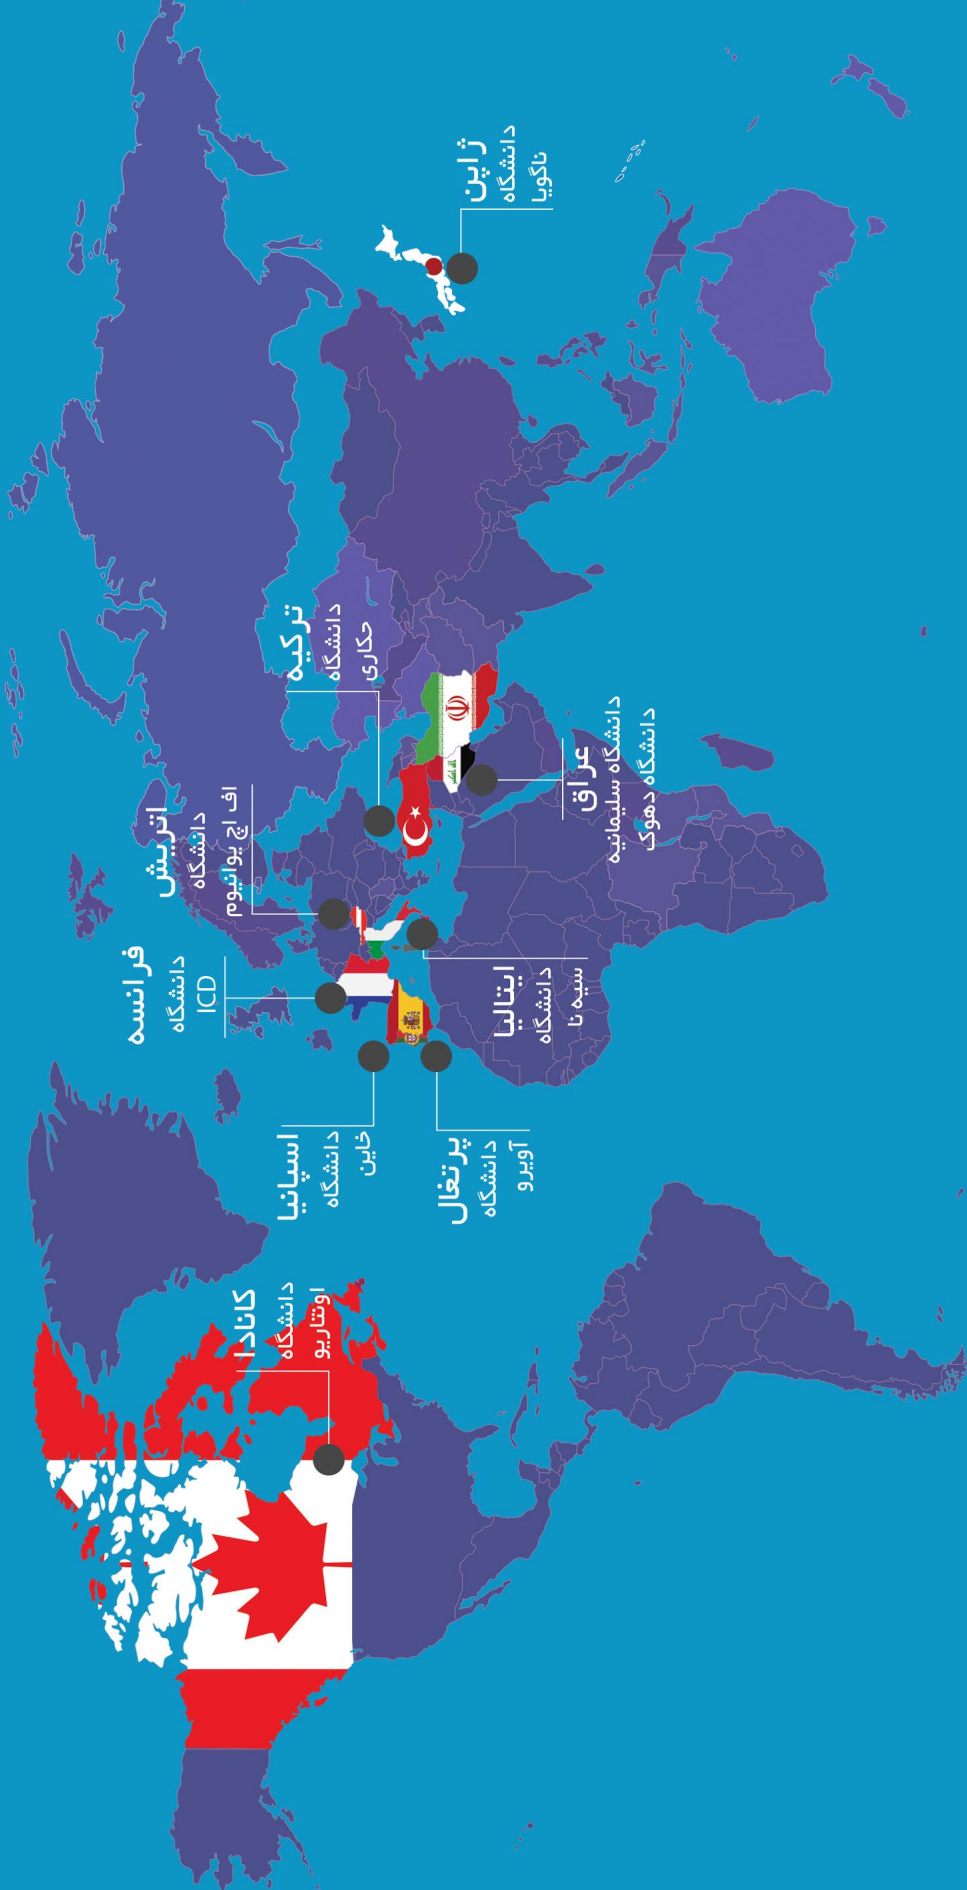 کانادا
دانشگاه
اونتاریو
اسپانیا
دانشگاه
خاین
پرتغال
دانشگاه
آویرو
فرانسه
دانشگاه
ICD
اتریش
دانشگاه
اف اچ یوانیوم
ایتالیا
دانشگاه
سیه نا
ترکیه
دانشگاه
حکاری
عراق
دانشگاه سلیمانیه
دانشگاه دهوک
ژاپن
دانشگاه
ناگویا